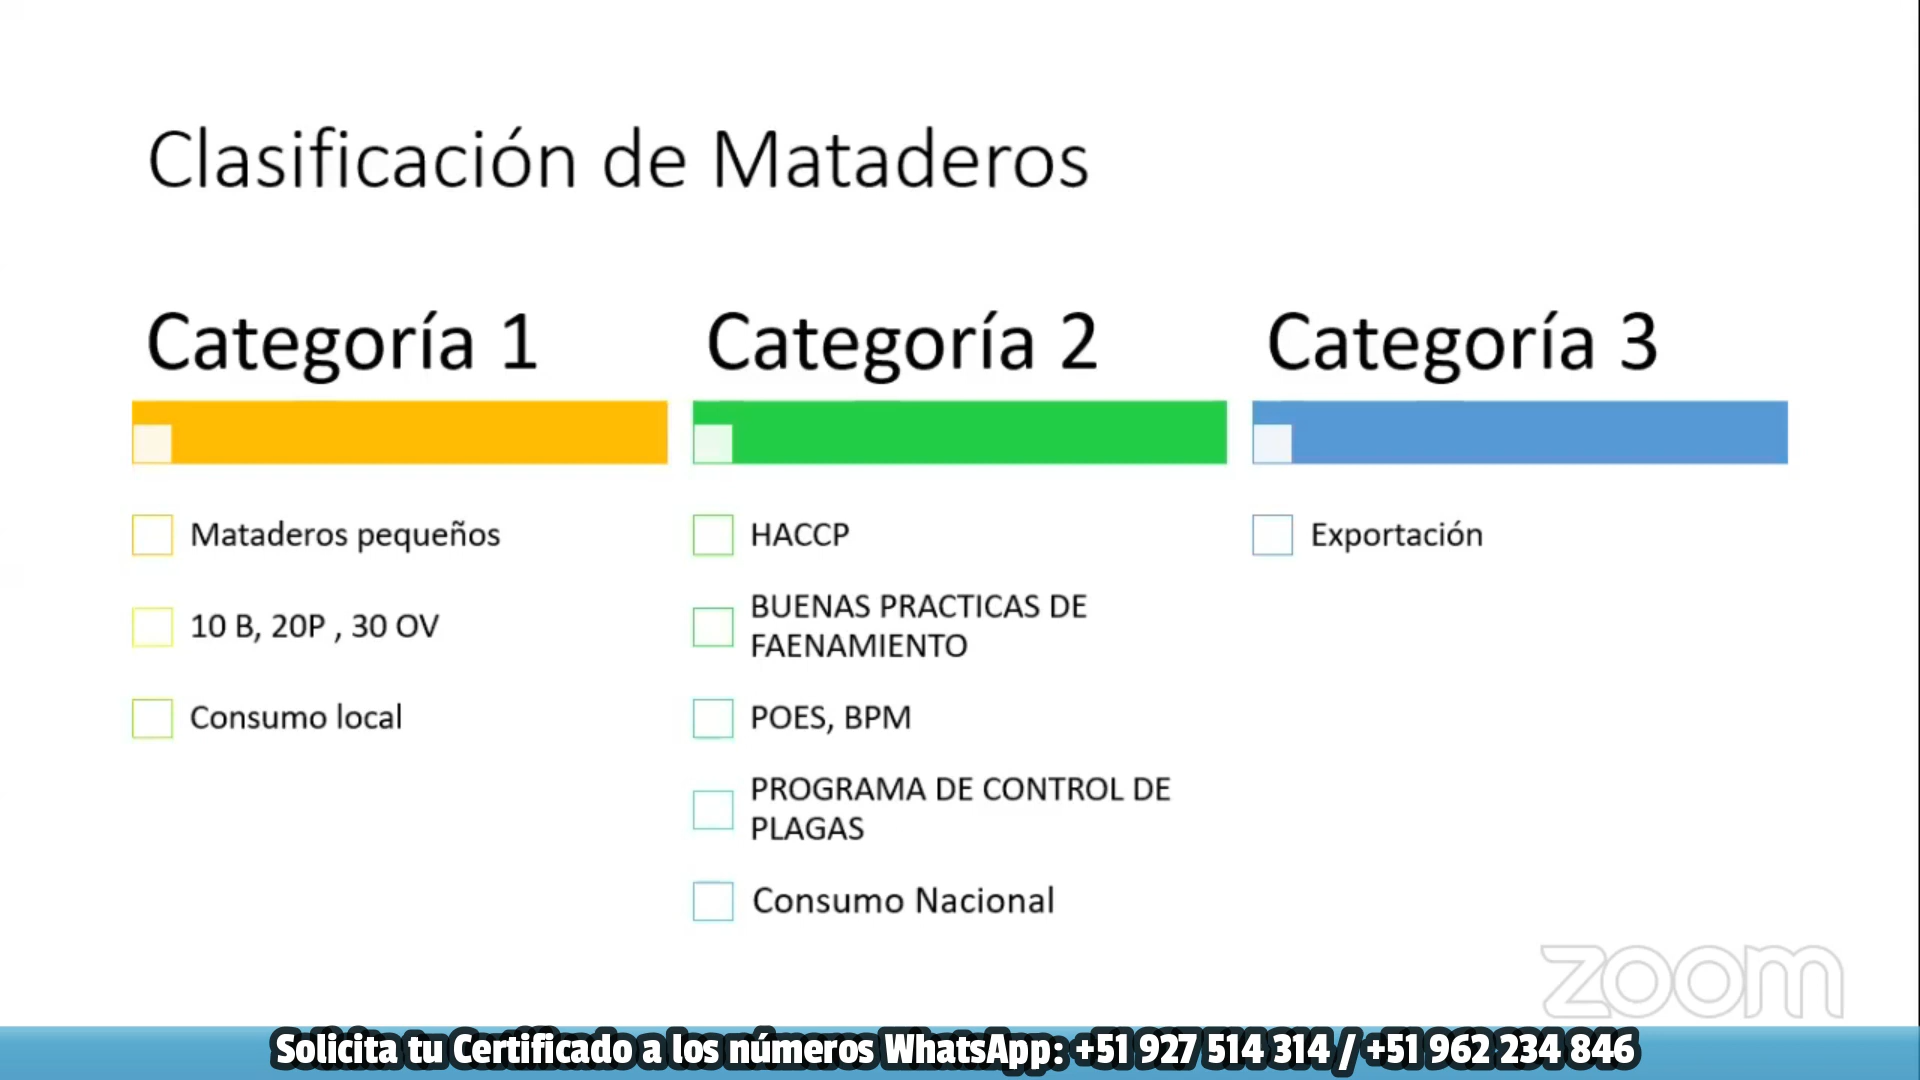 Clasificación de Mataderos
Categoría 1
Mataderos pequeños
10 B, 20P , 30 OV
Consumo local
Categoría 2
HACCP
BUENAS PRACTICAS DE
FAENAMIENTO
POES, BPM
PROGRAMA DE CONTROL DE
PLAGAS
Consumo Nacional
Categoría 3
Exportación
zoom
Solicita tu Certificado a los números WhatsApp: +51 927 514 314 / +51 962 234 846